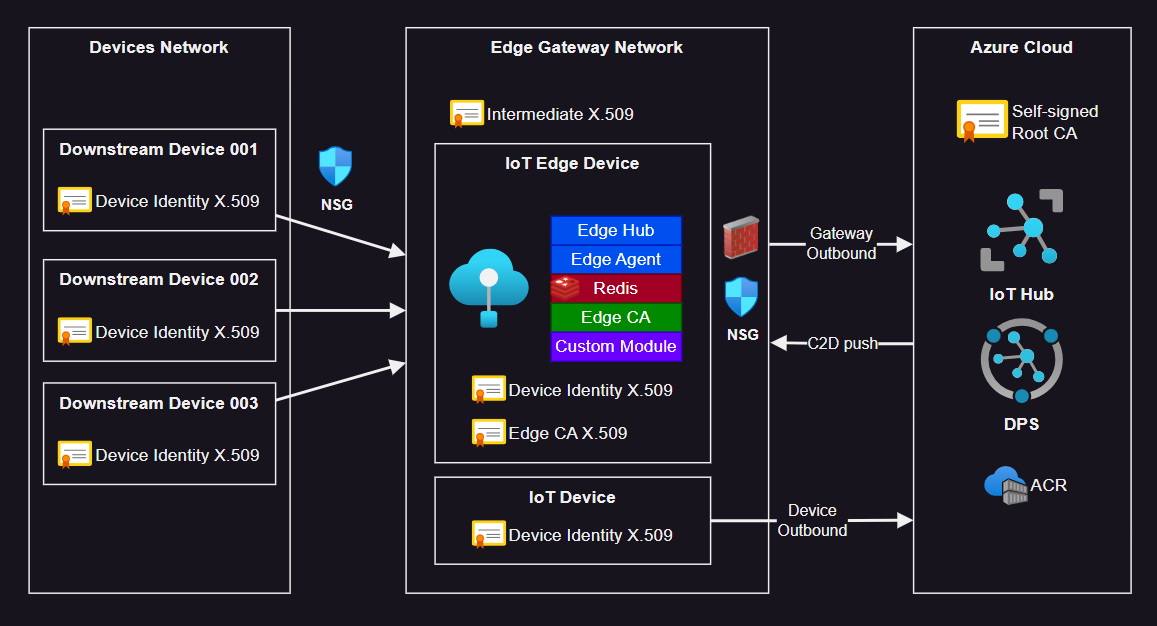 Devices Network
Downstream Device 001
Device Identity X.509
Downstream Device 002
Device Identity X.509
Downstream Device 003
Device Identity X.509
NSG
Edge Gateway Network
Intermediate X.509
IoT Edge Device
Edge Hub
Edge Agent
Redis
Edge CA
Custom Module
Device Identity X.509
Edge CA X.509
IoT Device
Device Identity X.509
NSG
Gateway
Outbound
C2D push
Device
Outbound
Azure Cloud
Self-signed
Root CA
IoT Hub
DPS
ACR